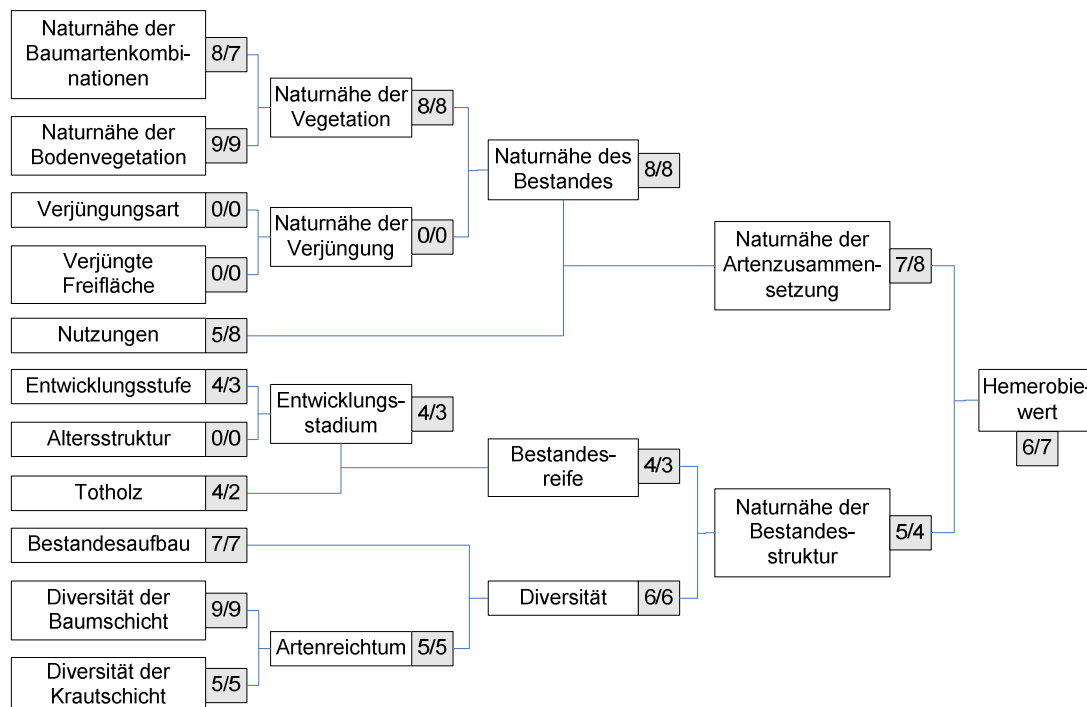 Naturnähe der
Baumartenkombi-
nationen
8/7
Naturnähe der
Bodenvegetation
9/9
Verjüngungsart
0/0
Verjüngte
Freifläche
0/0
Nutzungen
5/8
Entwicklungsstufe
4/3
Altersstruktur
0/0
Totholz
4/2
Bestandesaufbau
7/7
Diversität der
Baumschicht
9/9
Diversität der
Krautschicht
5/5
Naturnähe der
Vegetation
8/8
Naturnähe der
Verjüngung
0/0
Entwicklungs-
stadium
4/3
Artenreichtum
5/5
Naturnähe des
Bestandes
8/8
Bestandes-
reife
4/3
Diversität
6/6
Naturnähe der
Artenzusammen-
setzung
7/8
Naturnähe der
Bestandes-
struktur
5/4
Hemerobie-
wert
6/7